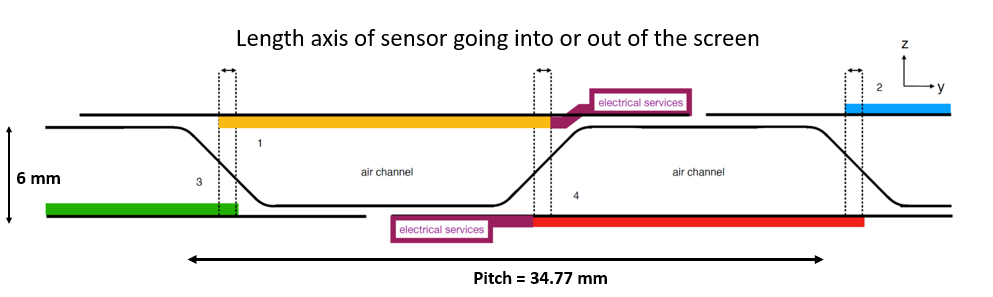 Length axis of sensor going into or out of the screen
z
y
2
electrical services
1
air channel
air channel
3
6 mm
4
electrical services
Pitch = 34.77 mm